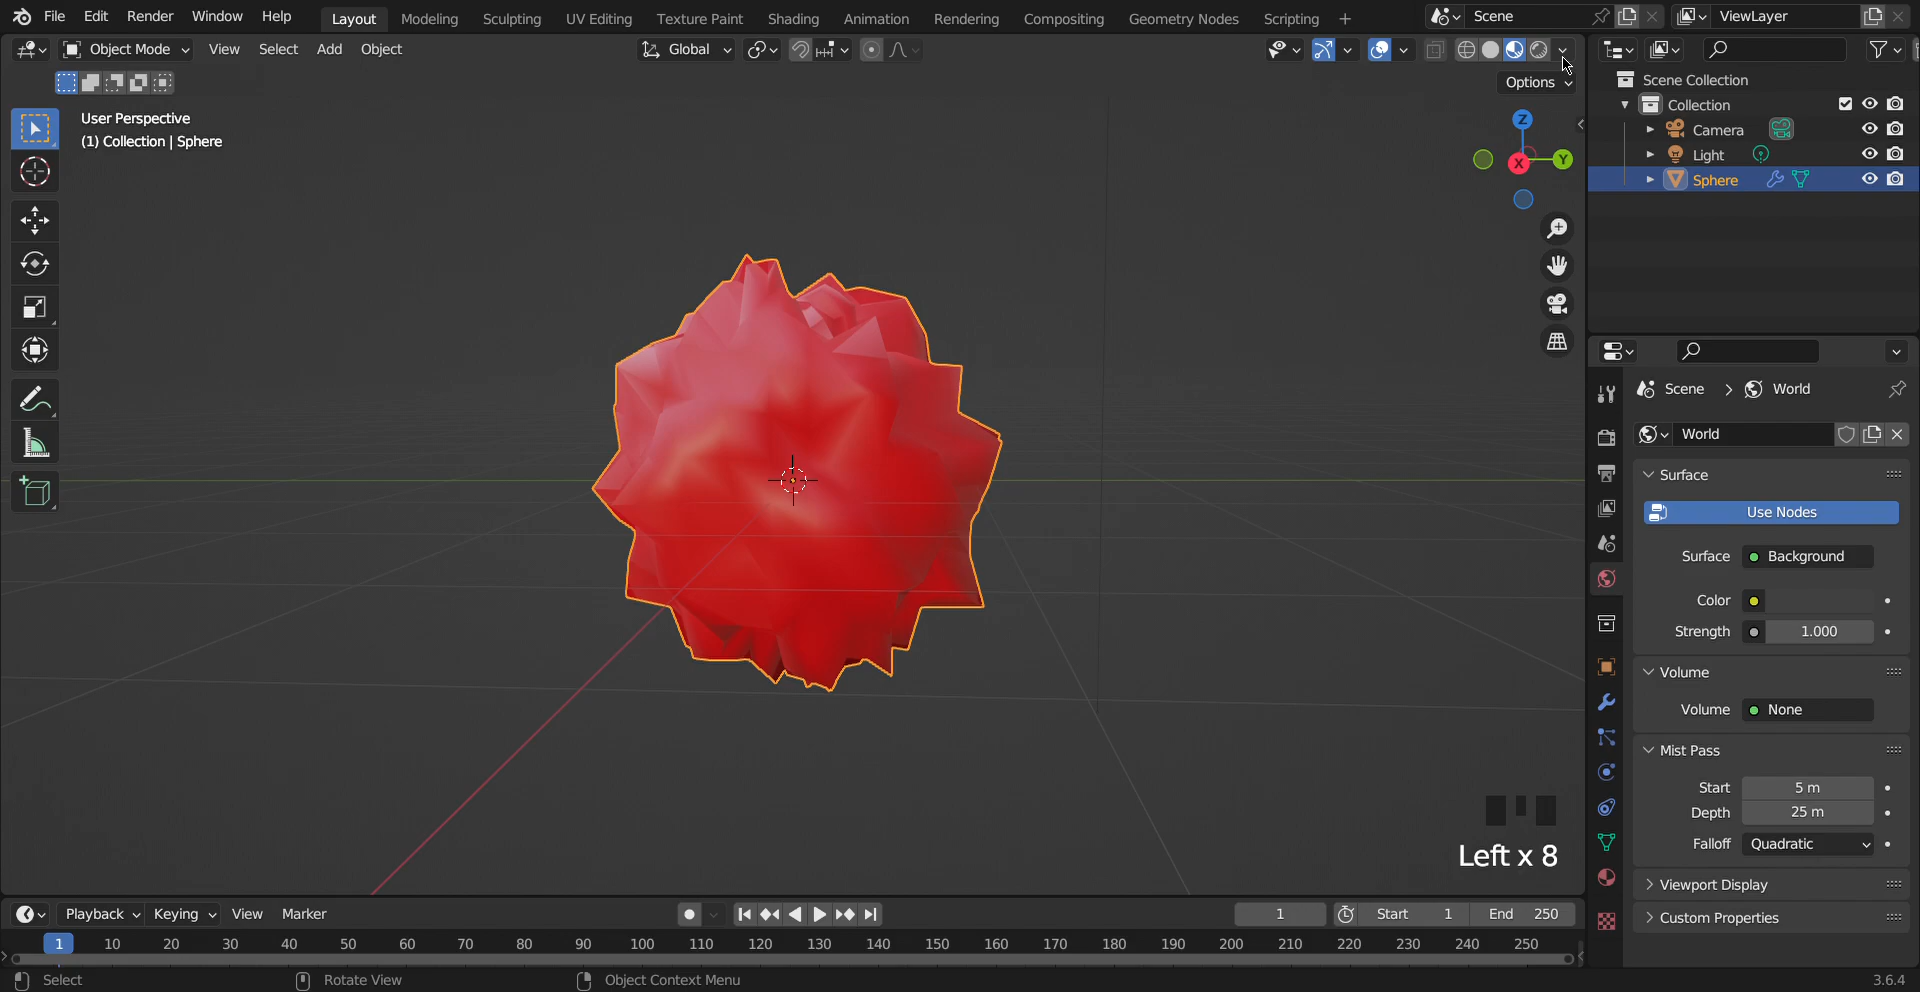 File Edit Render Window Help Layout Modeling Sculpting UV Editing Texture Paint Shading Animation Rendering Compositing Geometry Nodes Scripting + Scene ViewLayer
Object Mode View Select Add Object Global
Options
User Perspective
(1) Collection | Sphere
Z
Y
X
Left x 8
Scene Collection
Collection
Camera
Light
Sphere
Scene > World
World
Surface
Use Nodes
Surface Background
Color
Strength 1.000
Volume
Volume None
Mist Pass
Start 5 m
Depth 25 m
Falloff Quadratic
Viewport Display
Custom Properties
Playback Keying View Marker 1 Start 1 End 250
1 10 20 30 40 50 60 70 80 90 100 110 120 130 140 150 160 170 180 190 200 210 220 230 240 250
Select Rotate View Object Context Menu 3.6.4